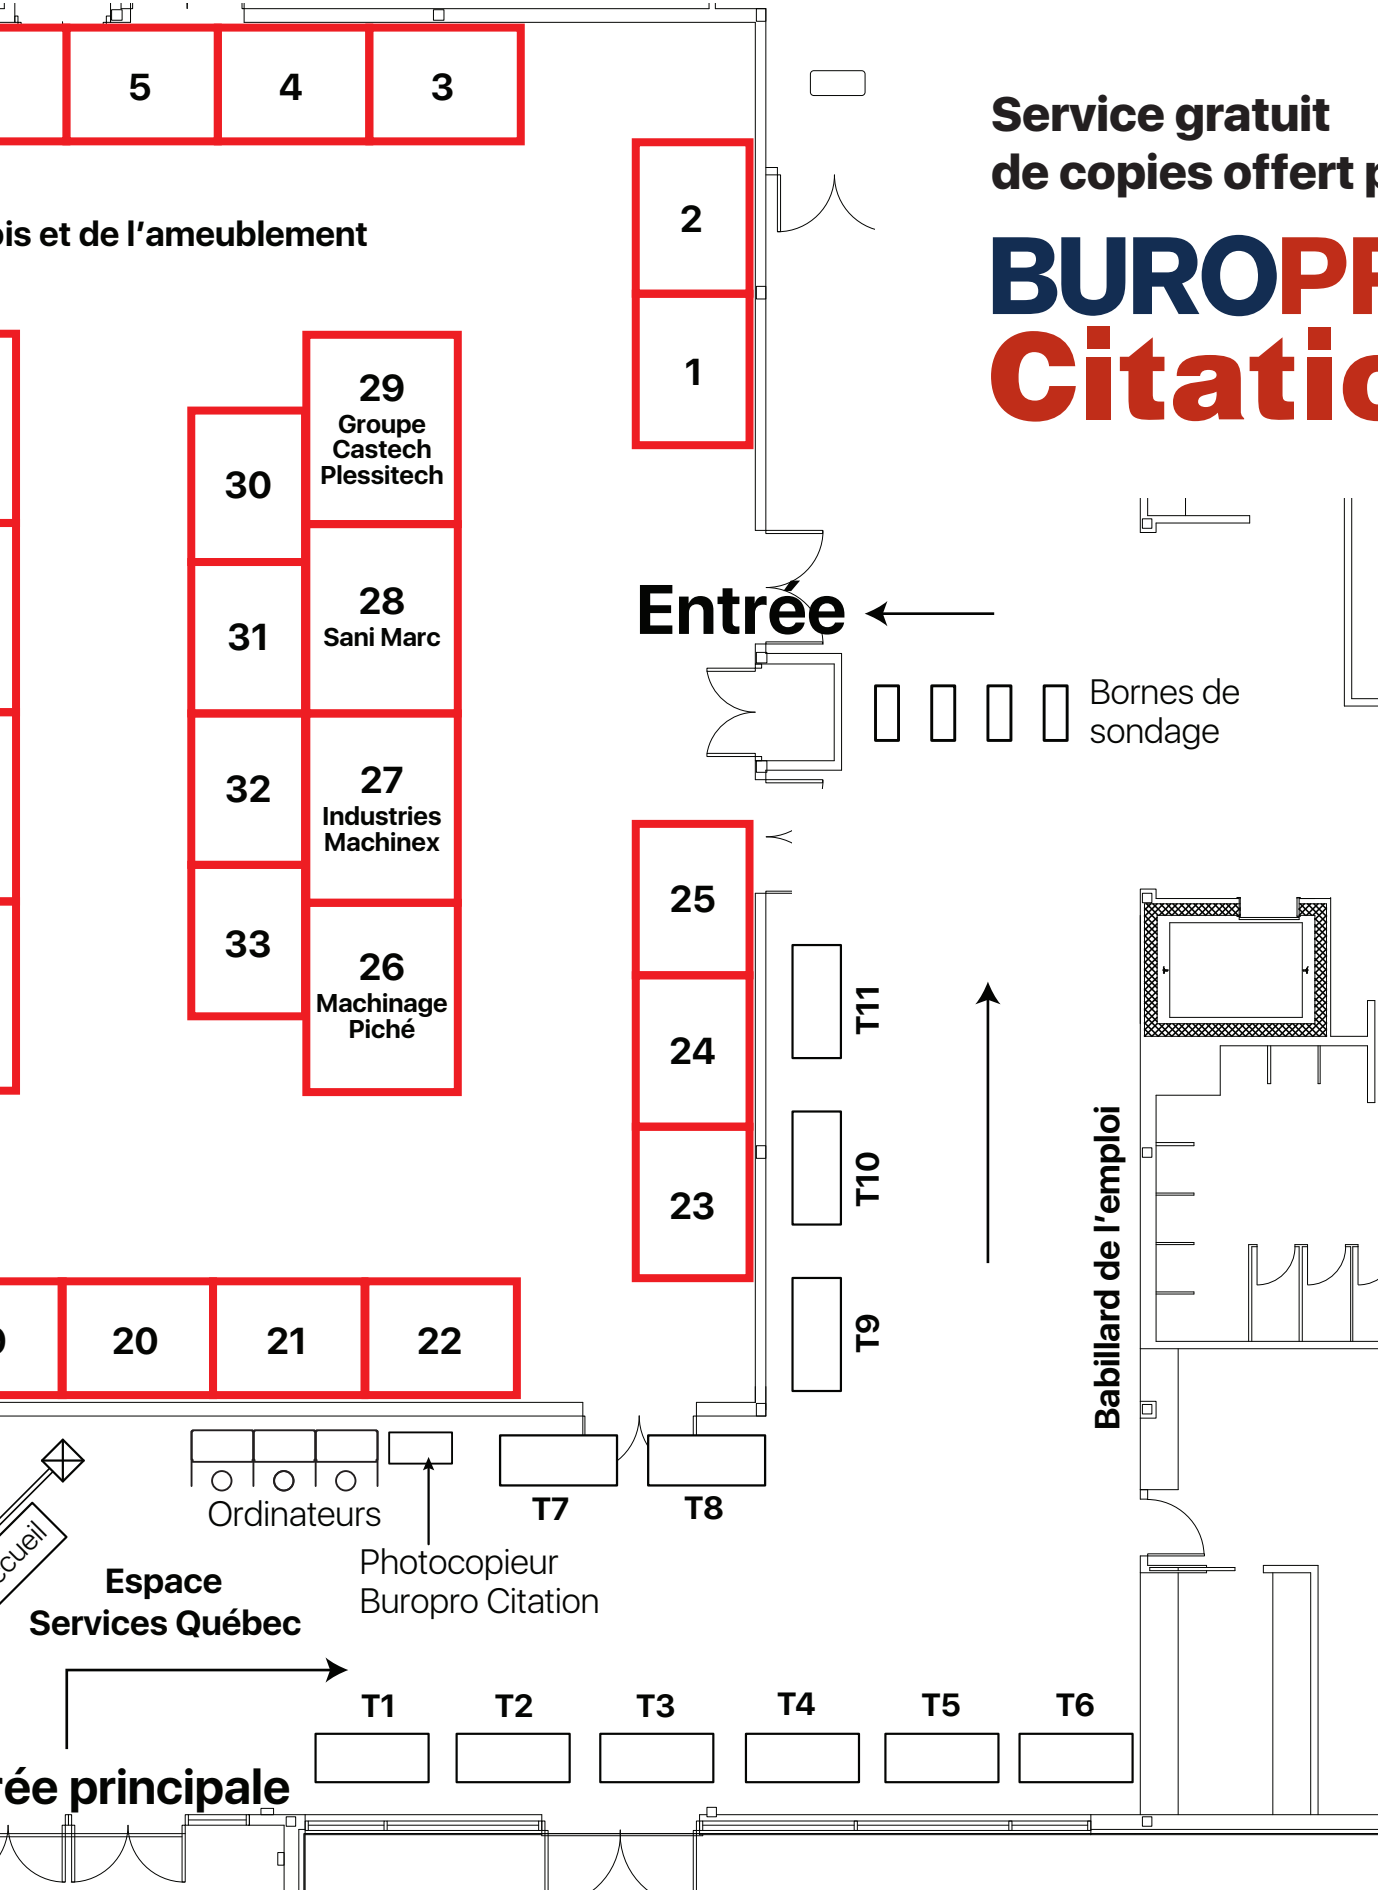 5
4
3
Service gratuit
de copies offert
BUROP
2
et de l'ameublement
1
29
Groupe
Castech
Plessitech
30
28
Sani Marc
31
Entrée
Bornes de
sondage
27
Industries
Machinex
32
25
33
26
Machinage
Piché
24
T11
23
T10
Babillard de l'emploi
T9
20
21
22
T7
T8
Ordinateurs
Photocopieur
Buropro Citation
Espace
Services Québec
T1
T2
T3
T4
T5
T6
principale